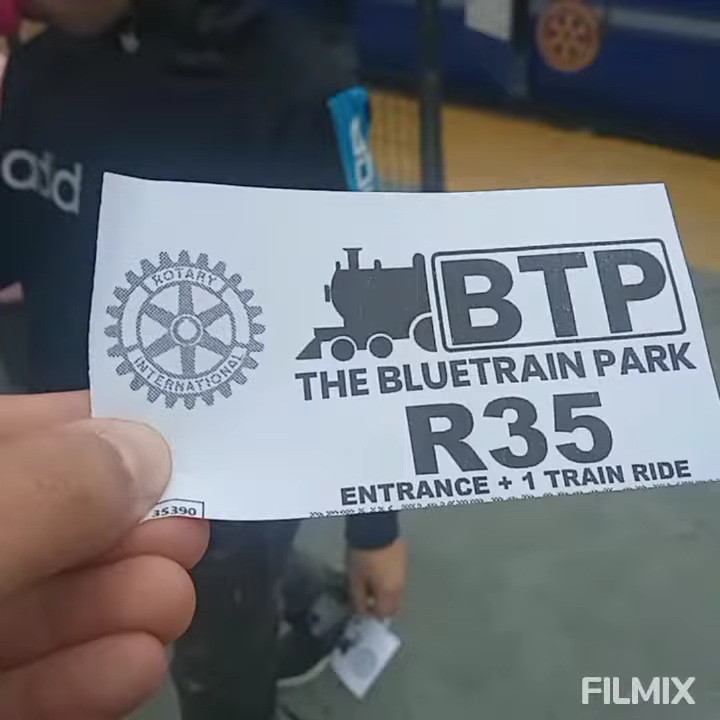 ROTARY
INTERNATIONAL
BTP
THE BLUETRAIN PARK
R35
ENTRANCE + 1 TRAIN RIDE
35390
FILMIX